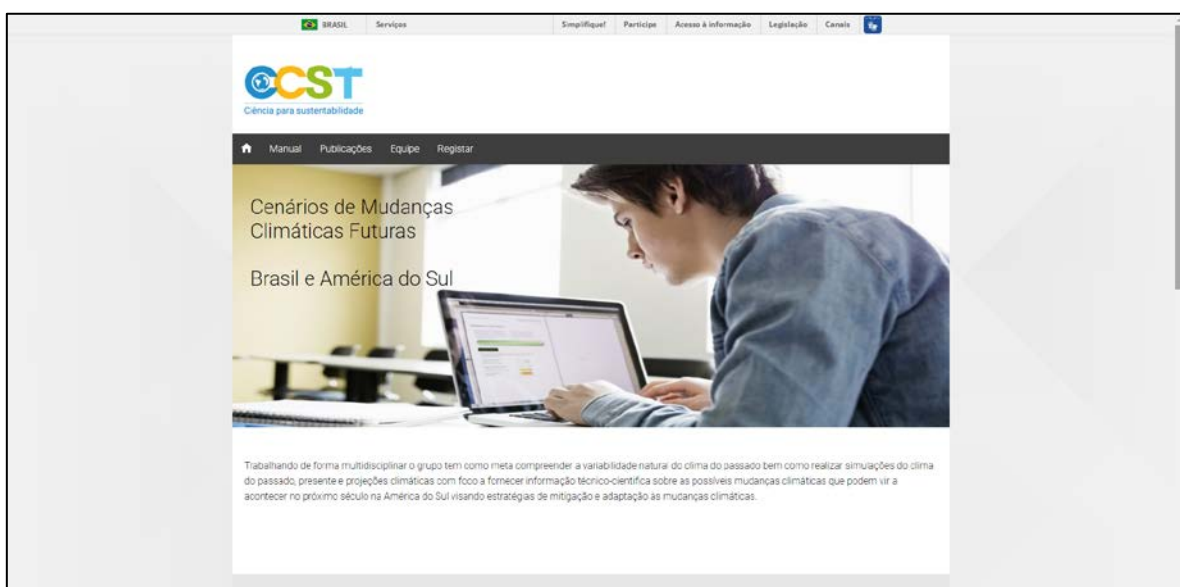 BRASIL Serviços Simplifique! Participe Acesso à informação Legislação Canais
CCST
Ciência para sustentabilidade
Manual Publicações Equipe Registar
Cenários de Mudanças
Climáticas Futuras
Brasil e América do Sul
Trabalhando de forma multidisciplinar o grupo tem como meta compreender a variabilidade natural do clima do passado bem como realizar simulações do clima
do passado, presente e projeções climáticas com foco a fornecer informação técnico-científica sobre as possíveis mudanças climáticas que podem vir a
acontecer no próximo século na América do Sul visando estratégias de mitigação e adaptação às mudanças climáticas.